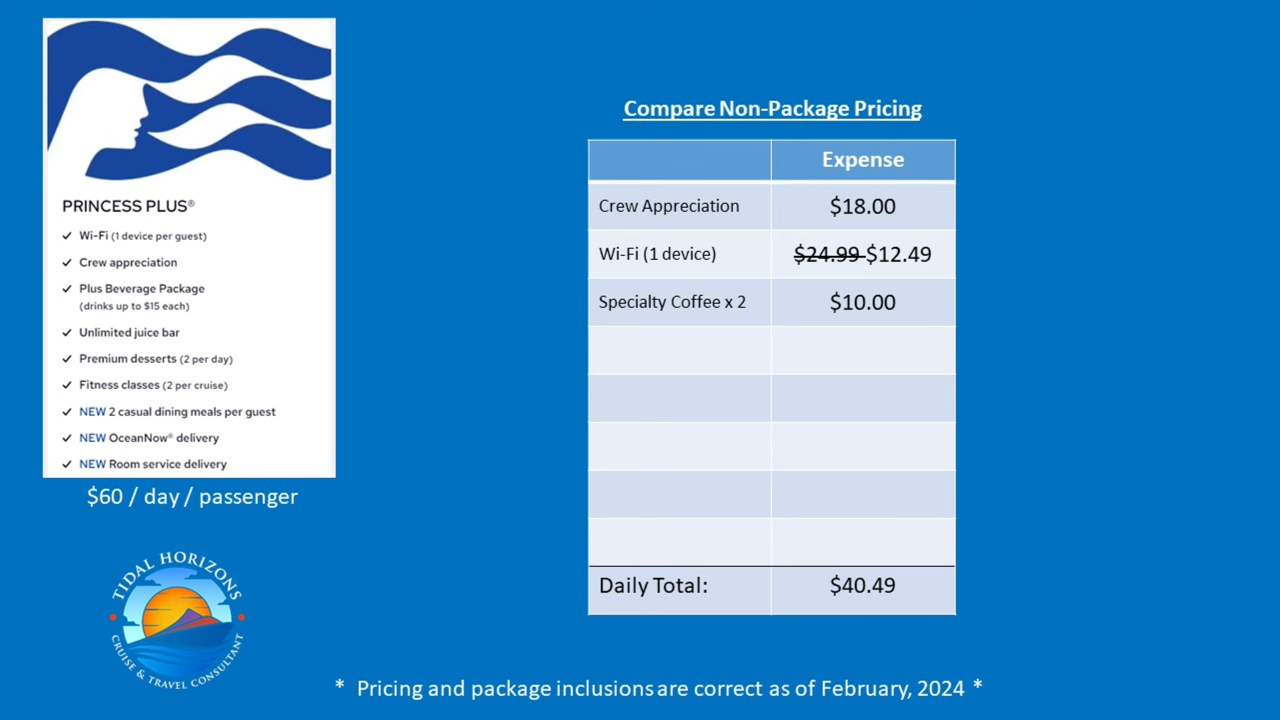 PRINCESS PLUS®
✓ Wi-Fi (1 device per guest)
✓ Crew appreciation
✓ Plus Beverage Package
(drinks up to $15 each)
✓ Unlimited juice bar
✓ Premium desserts (2 per day)
✓ Fitness classes (2 per cruise)
✓ NEW 2 casual dining meals per guest
✓ NEW OceanNow® delivery
✓ NEW Room service delivery
$60 / day / passenger
TIDAL HORIZONS
CRUISE & TRAVEL CONSULTANT
Compare Non-Package Pricing
Expense
Crew Appreciation $18.00
Wi-Fi (1 device) $24.99 $12.49
Specialty Coffee x 2 $10.00
Daily Total: $40.49
* Pricing and package inclusions are correct as of February, 2024 *